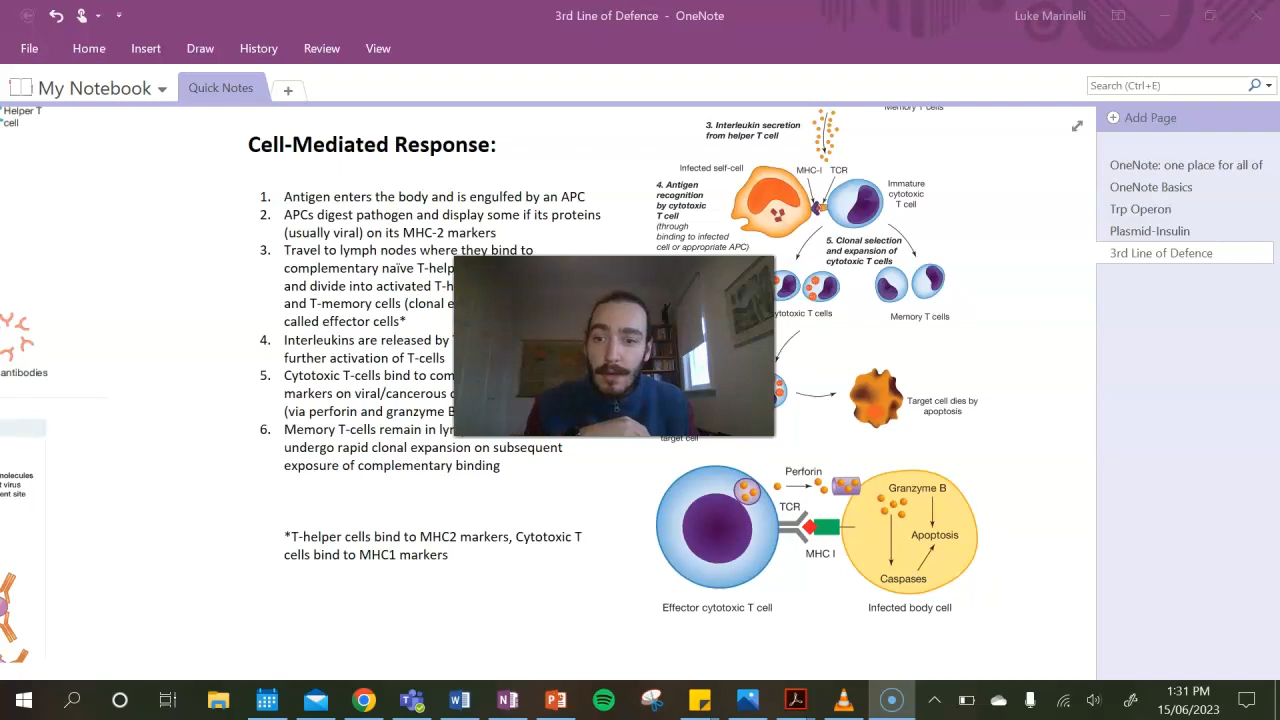 3rd Line of Defence - OneNote
Luke Marinelli
File
Home
Insert
Draw
History
Review
View
My Notebook
Quick Notes
Search (Ctrl+E)
Helper T
cell
antibodies
molecules
t virus
ent site
Cell-Mediated Response:
1. Antigen enters the body and is engulfed by an APC
2. APCs digest pathogen and display some if its proteins
(usually viral) on its MHC-2 markers
3. Travel to lymph nodes where they bind to
complementary naïve T-help
and divide into activated T-h
and T-memory cells (clonal e
called effector cells*
4. Interleukins are released by
further activation of T-cells
5. Cytotoxic T-cells bind to com
markers on viral/cancerous
(via perforin and granzyme B
6. Memory T-cells remain in ly
undergo rapid clonal expansion on subsequent
exposure of complementary binding
*T-helper cells bind to MHC2 markers, Cytotoxic T
cells bind to MHC1 markers
Memory T cells
3. Interleukin secretion
from helper T cell
Infected self-cell
MHC-I
TCR
Immature
cytotoxic
T cell
4. Antigen
recognition
by cytotoxic
T cell
(through
binding to infected
cell or appropriate APC)
5. Clonal selection
and expansion of
cytotoxic T cells
ytotoxic T cells
Memory T cells
Target cell dies by
apoptosis
target cell
Perforin
TCR
MHC I
Granzyme B
Apoptosis
Caspases
Effector cytotoxic T cell
Infected body cell
Add Page
OneNote: one place for all of
OneNote Basics
Trp Operon
Plasmid-Insulin
3rd Line of Defence
1:31 PM
15/06/2023